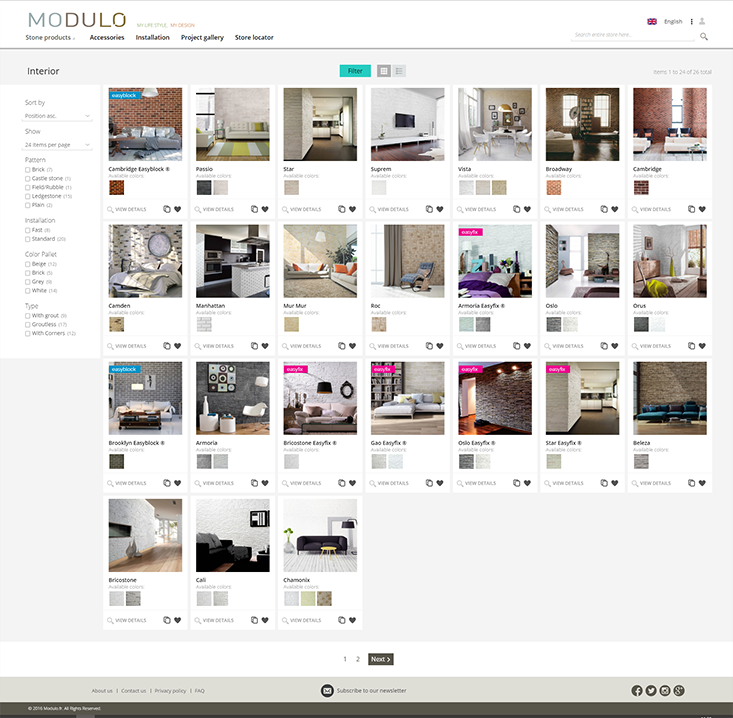 MODULO
MY LIFE STYLE, MY DESIGN
English
Stone products
Accessories
Installation
Project gallery
Store locator
Search entire store here...
Interior
Filter
Items 1 to 24 of 26 total
Sort by
Position asc.
Show
24 items per page
Pattern
Brick (7)
Castle stone (1)
Field/Rubble (1)
Ledgestone (15)
Plain (2)
Installation
Fast (6)
Standard (20)
Color Pallet
Beige (12)
Brick (5)
Grey (9)
White (14)
Type
With grout (9)
Groutless (17)
With Corners (12)
easyblock
Cambridge Easyblock ®
Available colors:
VIEW DETAILS
Passio
Available colors:
VIEW DETAILS
Star
Available colors:
VIEW DETAILS
Suprem
Available colors:
VIEW DETAILS
Vista
Available colors:
VIEW DETAILS
Broadway
Available colors:
VIEW DETAILS
Cambridge
Available colors:
VIEW DETAILS
Camden
Available colors:
VIEW DETAILS
Manhattan
Available colors:
VIEW DETAILS
Mur Mur
Available colors:
VIEW DETAILS
Roc
Available colors:
VIEW DETAILS
easyfix
Armoria Easyfix ®
Available colors:
VIEW DETAILS
Oslo
Available colors:
VIEW DETAILS
Orus
Available colors:
VIEW DETAILS
easyblock
Brooklyn Easyblock ®
Available colors:
VIEW DETAILS
Armoria
Available colors:
VIEW DETAILS
easyfix
Bricostone Easyfix ®
Available colors:
VIEW DETAILS
easyfix
Gao Easyfix ®
Available colors:
VIEW DETAILS
easyfix
Oslo Easyfix ®
Available colors:
VIEW DETAILS
easyfix
Star Easyfix ®
Available colors:
VIEW DETAILS
Beleza
Available colors:
VIEW DETAILS
Bricostone
Available colors:
VIEW DETAILS
Cali
Available colors:
VIEW DETAILS
Chamonix
Available colors:
VIEW DETAILS
1 2 Next
About us | Contact us | Privacy policy | FAQ
Subscribe to our newsletter
© 2016 Modulo.fr. All Rights Reserved.